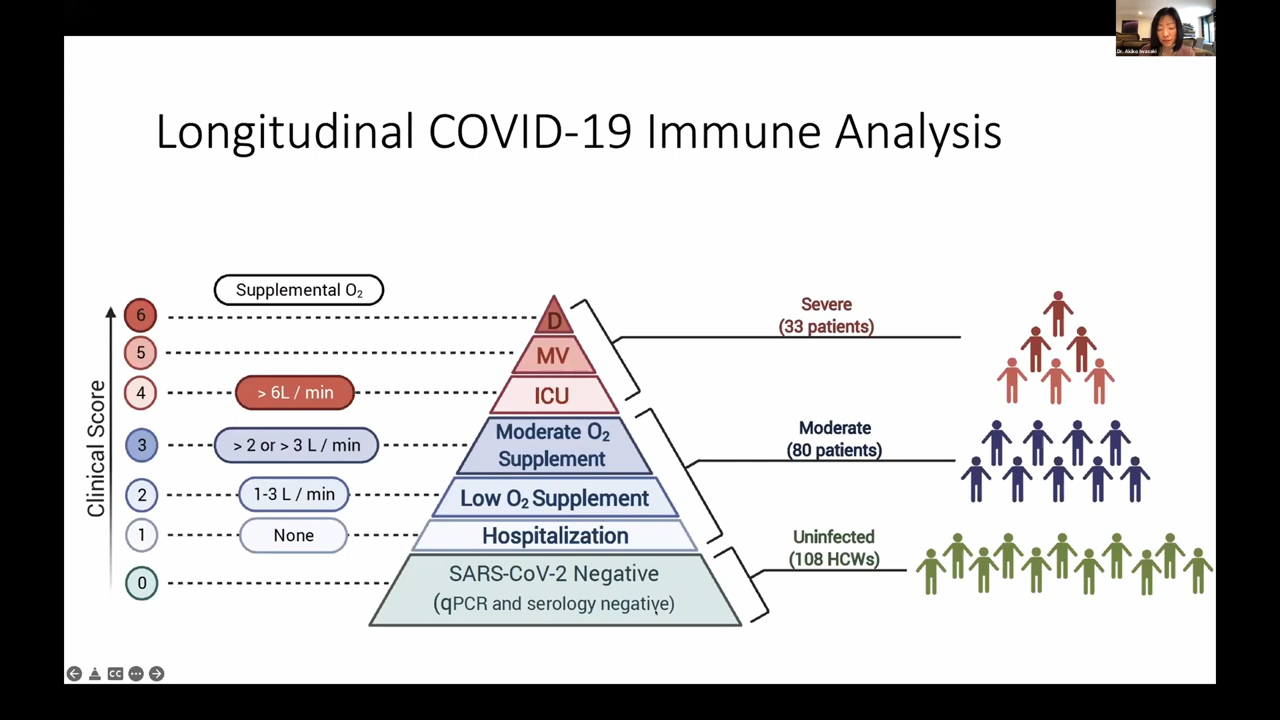 Dr. Akiko Iwasaki
Longitudinal COVID-19 Immune Analysis
Clinical Score
6
5
4
3
2
1
0
Supplemental O₂
> 6L / min
> 2 or > 3 L / min
1-3 L / min
None
D
MV
ICU
Moderate O₂
Supplement
Low O₂ Supplement
Hospitalization
SARS-CoV-2 Negative
(qPCR and serology negative)
Severe
(33 patients)
Moderate
(80 patients)
Uninfected
(108 HCWs)
CC